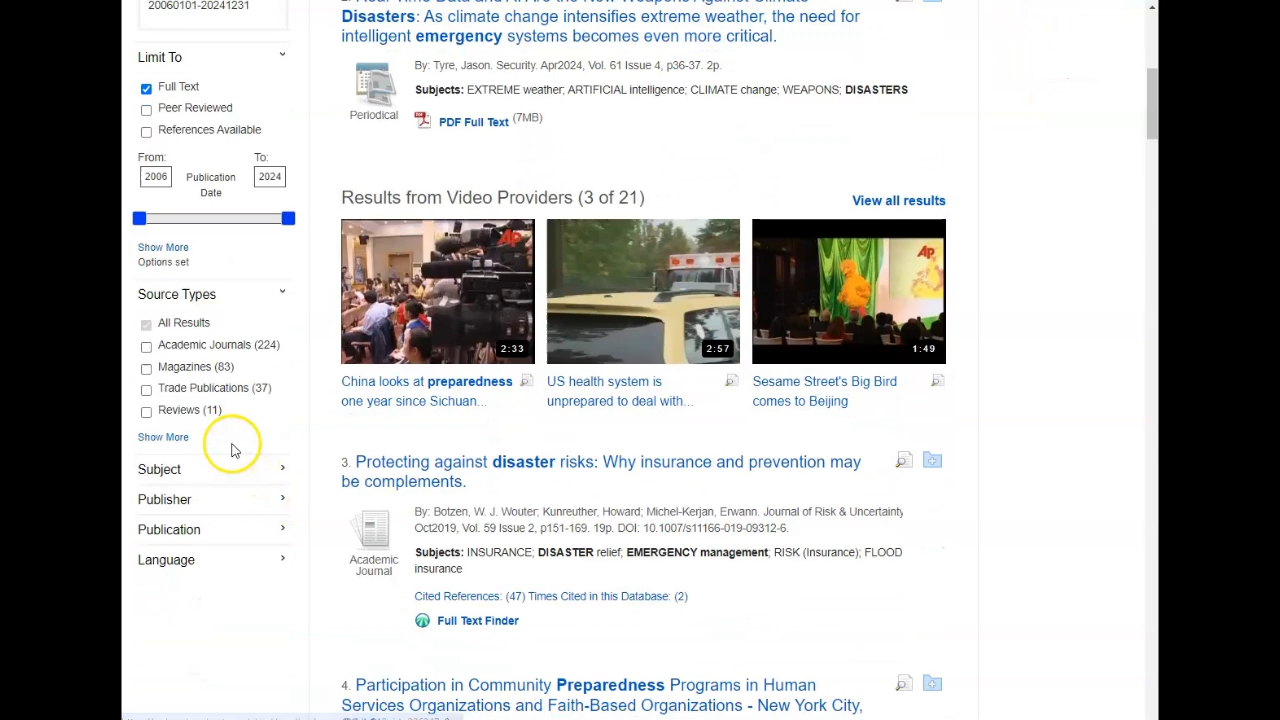 20060101-20241231
Limit To
Full Text
Peer Reviewed
References Available
From:
To:
2006
Publication
Date
2024
Show More
Options set
Source Types
All Results
Academic Journals (224)
Magazines (83)
Trade Publications (37)
Reviews (11)
Show More
Subject
Publisher
Publication
Language
Disasters: As climate change intensifies extreme weather, the need for
intelligent emergency systems becomes even more critical.
Periodical
By: Tyre, Jason. Security. Apr2024, Vol. 61 Issue 4, p36-37. 2p.
Subjects: EXTREME weather; ARTIFICIAL intelligence; CLIMATE change; WEAPONS; DISASTERS
PDF Full Text (7MB)
Results from Video Providers (3 of 21)
View all results
AP
2:33
2:57
AP
1:49
China looks at preparedness
one year since Sichuan...
US health system is
unprepared to deal with...
Sesame Street's Big Bird
comes to Beijing
3. Protecting against disaster risks: Why insurance and prevention may
be complements.
Academic
Journal
By: Botzen, W. J. Wouter; Kunreuther, Howard; Michel-Kerjan, Erwann. Journal of Risk & Uncertainty
Oct2019, Vol. 59 Issue 2, p151-169. 19p. DOI: 10.1007/s11166-019-09312-6.
Subjects: INSURANCE; DISASTER relief; EMERGENCY management; RISK (Insurance); FLOOD
insurance
Cited References: (47) Times Cited in this Database: (2)
Full Text Finder
4. Participation in Community Preparedness Programs in Human
Services Organizations and Faith-Based Organizations - New York City,